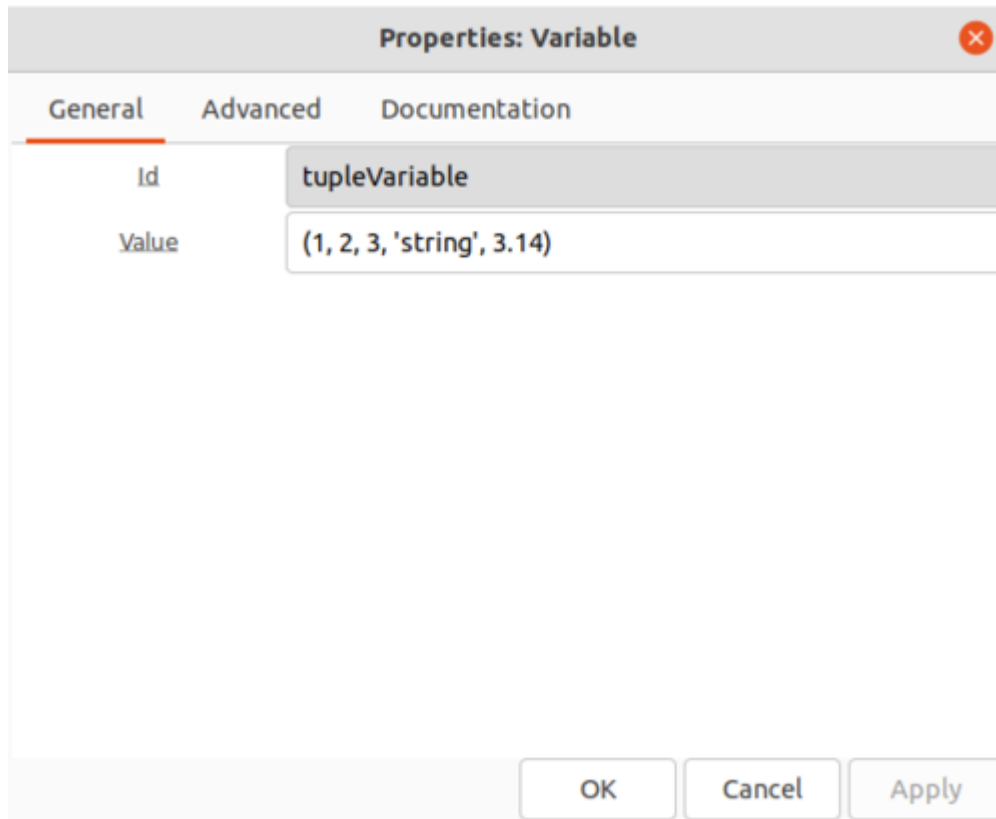 Properties: Variable
General Advanced Documentation
Id tupleVariable
Value (1, 2, 3, 'string', 3.14)
OK Cancel Apply